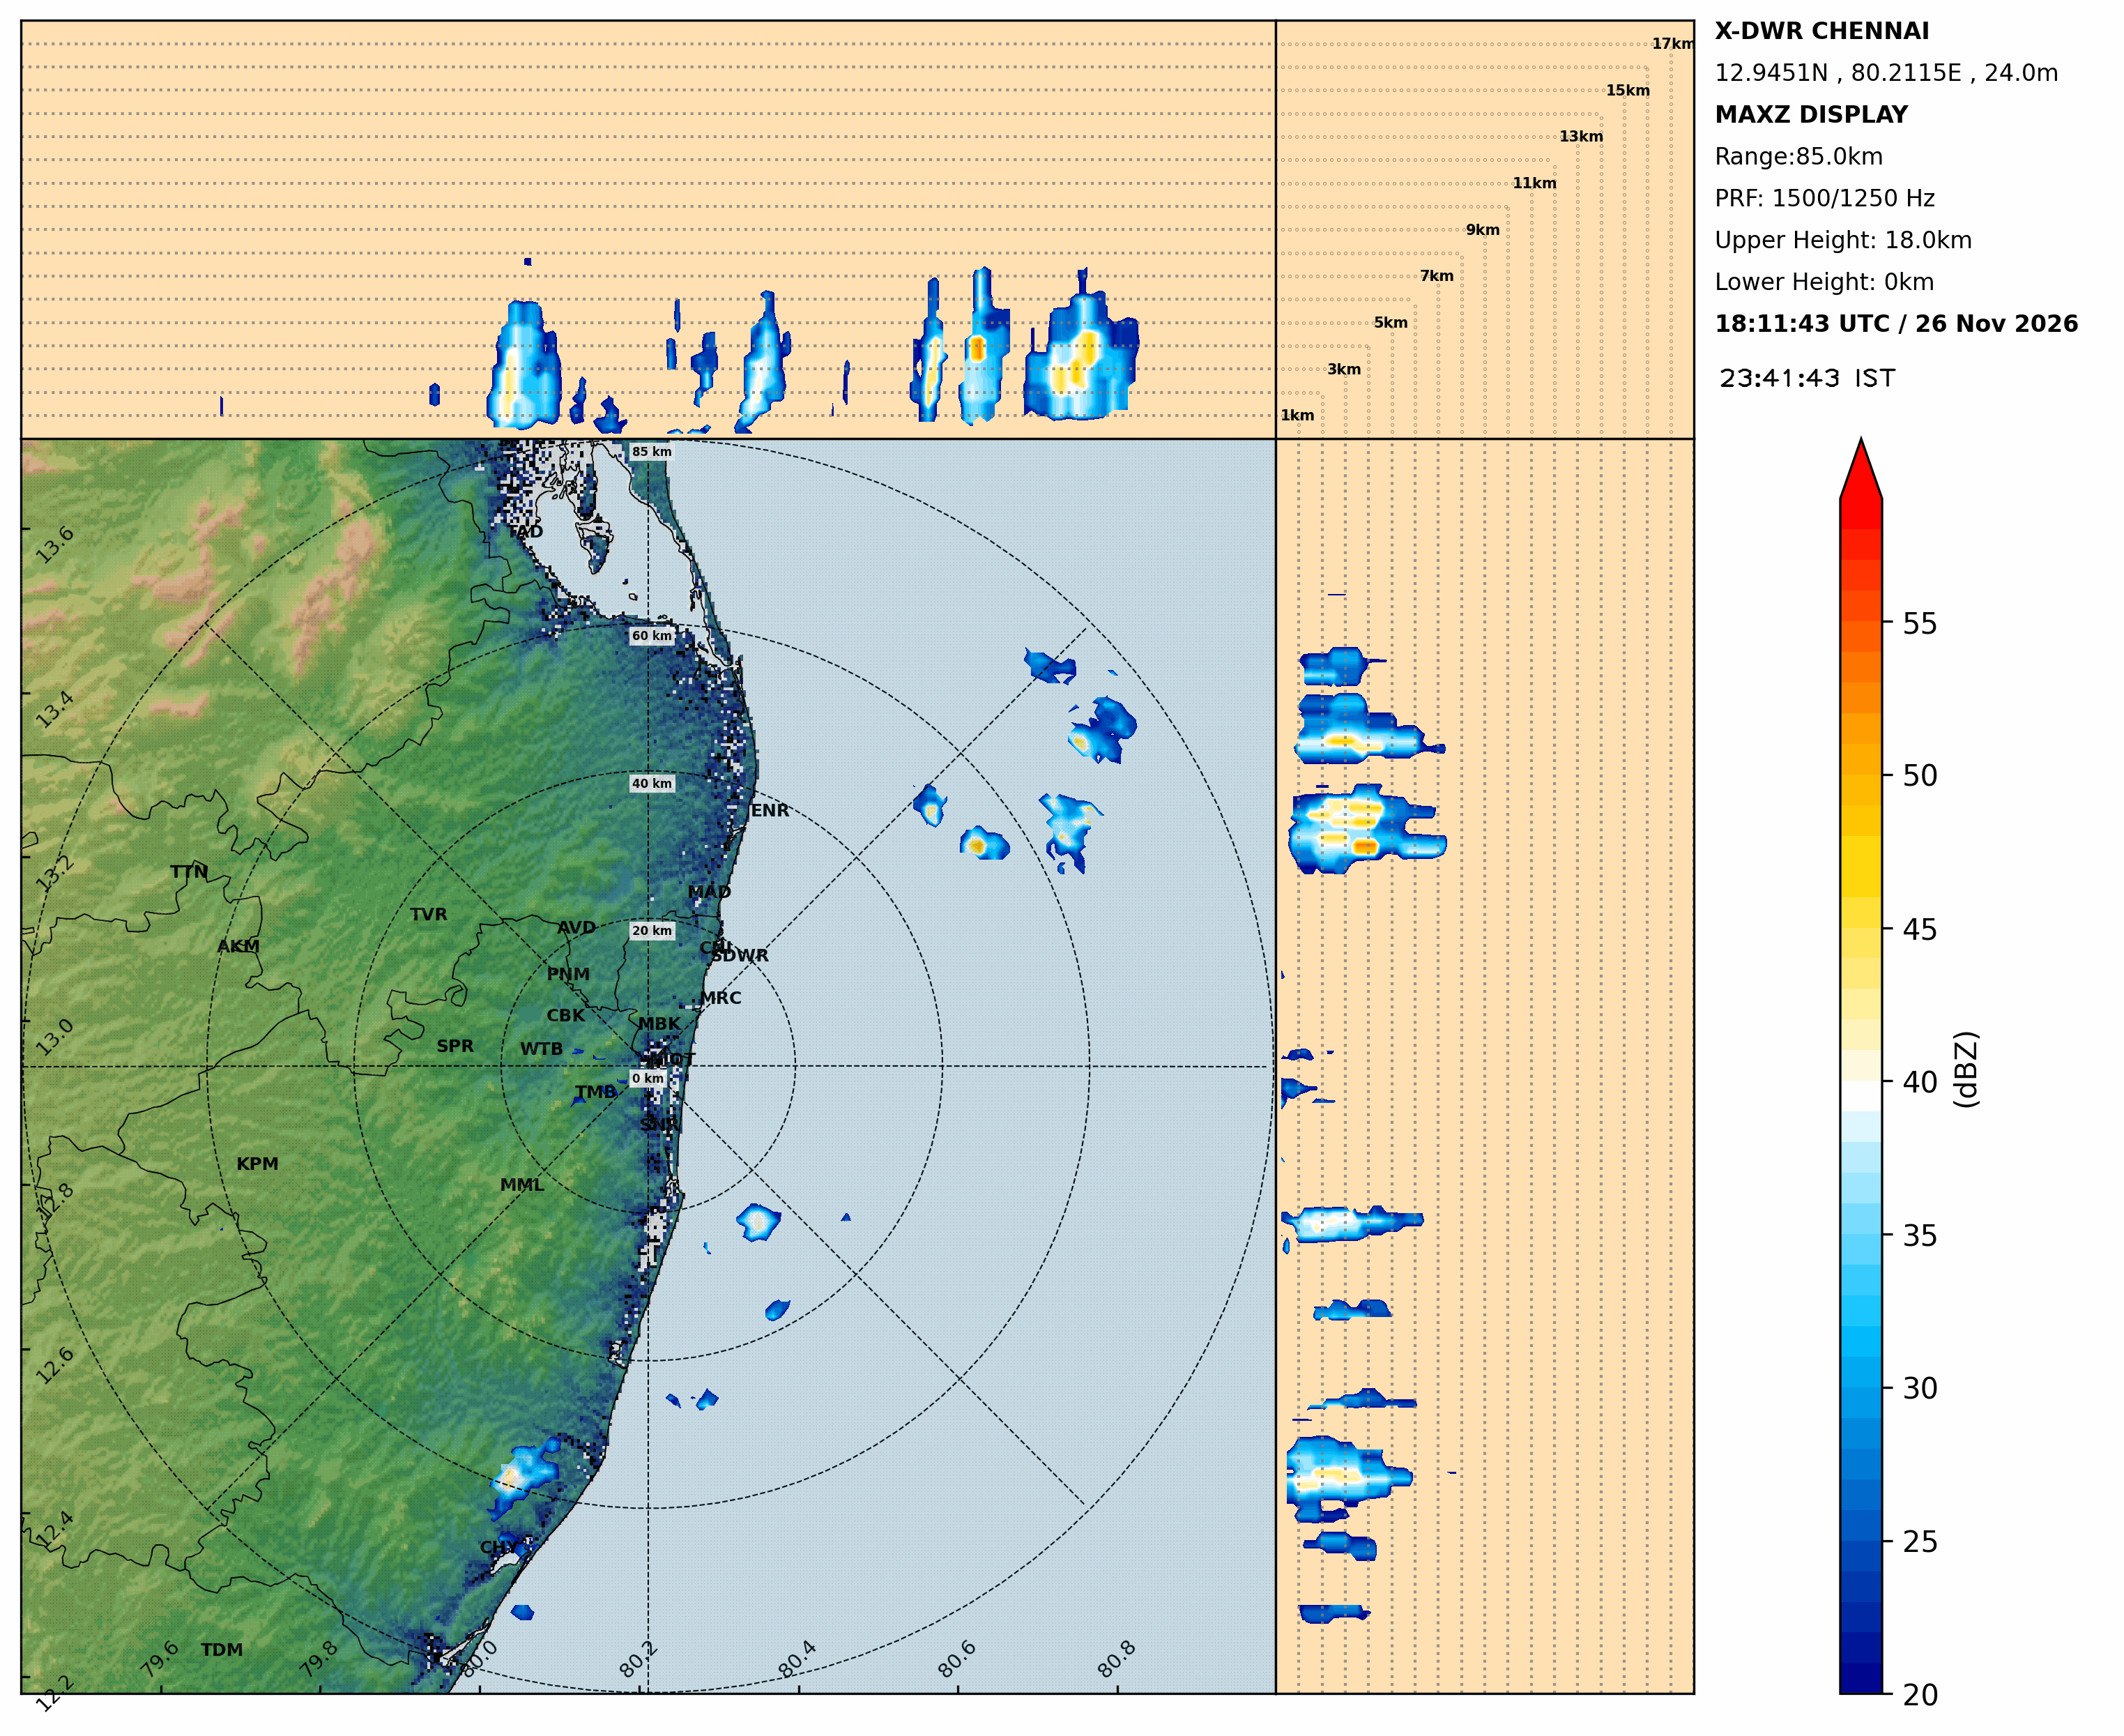 X-DWR CHENNAI
12.9451N , 80.2115E , 24.0m
MAXZ DISPLAY
Range:85.0km
PRF: 1500/1250 Hz
Upper Height: 18.0km
Lower Height: 0km
18:11:43 UTC / 26 Nov 2026
23:41:43 IST
17km
15km
13km
11km
9km
7km
5km
3km
1km
85 km
60 km
40 km
20 km
0 km
TAD
ENR
MAD
TTN
TVR
AVD
AKM
SDWR
PNM
MRC
CBK
MBK
SPR
WTB
TMB
SNR
KPM
MML
CHY
TDM
13.6
13.4
13.2
13.0
12.8
12.6
12.4
12.2
79.6
79.8
80.0
80.2
80.4
80.6
80.8
55
50
45
40
35
30
25
20
(dBZ)